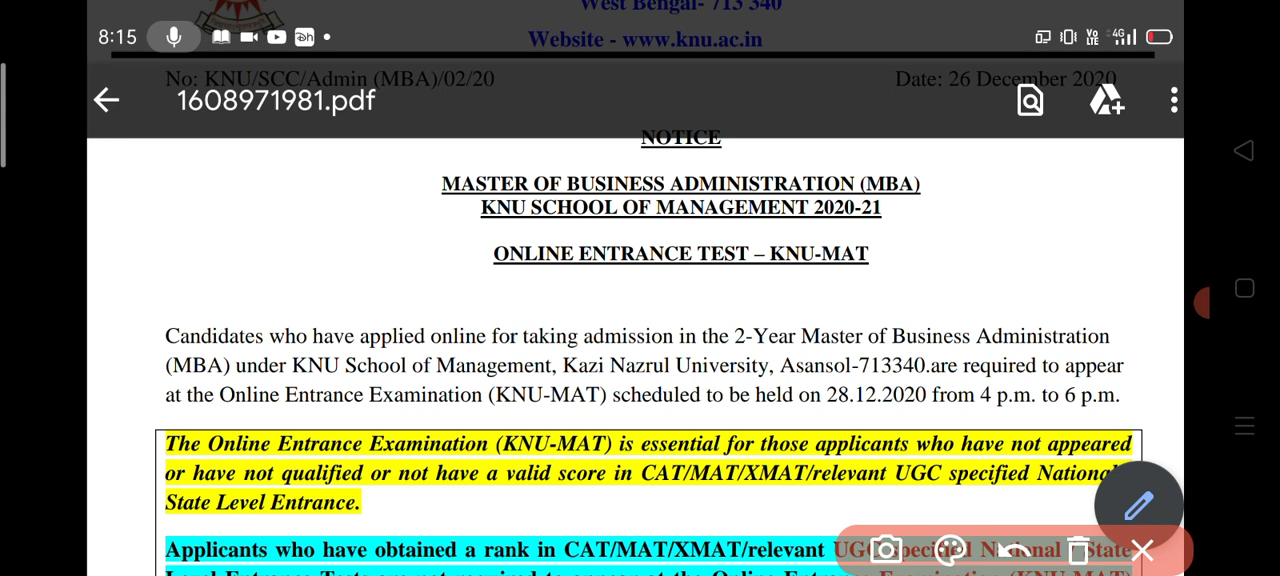 West Bengal- 713 340
8:15
Website - www.knu.ac.in
4G
No: KNU/SCC/Admin (MBA)/02/20 Date: 26 December 2020
1608971981.pdf
NOTICE
MASTER OF BUSINESS ADMINISTRATION (MBA)
KNU SCHOOL OF MANAGEMENT 2020-21
ONLINE ENTRANCE TEST – KNU-MAT
Candidates who have applied online for taking admission in the 2-Year Master of Business Administration
(MBA) under KNU School of Management, Kazi Nazrul University, Asansol-713340.are required to appear
at the Online Entrance Examination (KNU-MAT) scheduled to be held on 28.12.2020 from 4 p.m. to 6 p.m.
The Online Entrance Examination (KNU-MAT) is essential for those applicants who have not appeared
or have not qualified or not have a valid score in CAT/MAT/XMAT/relevant UGC specified National
State Level Entrance.
Applicants who have obtained a rank in CAT/MAT/XMAT/relevant UGC specified National / State